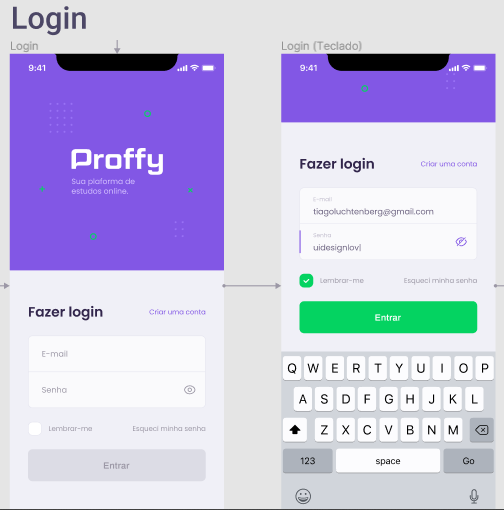 Login
Login
9:41
Proffy
Sua plaforma de
estudos online.
Fazer login
Criar uma conta
E-mail
Senha
Lembrar-me
Esqueci minha senha
Entrar
Login (Teclado)
9:41
Fazer login
Criar uma conta
E-mail
tiagoluchtenberg@gmail.com
Senha
uidesignlov
Lembrar-me
Esqueci minha senha
Entrar
Q W E R T Y U I O P
A S D F G H J K L
Z X C V B N M
123 space Go